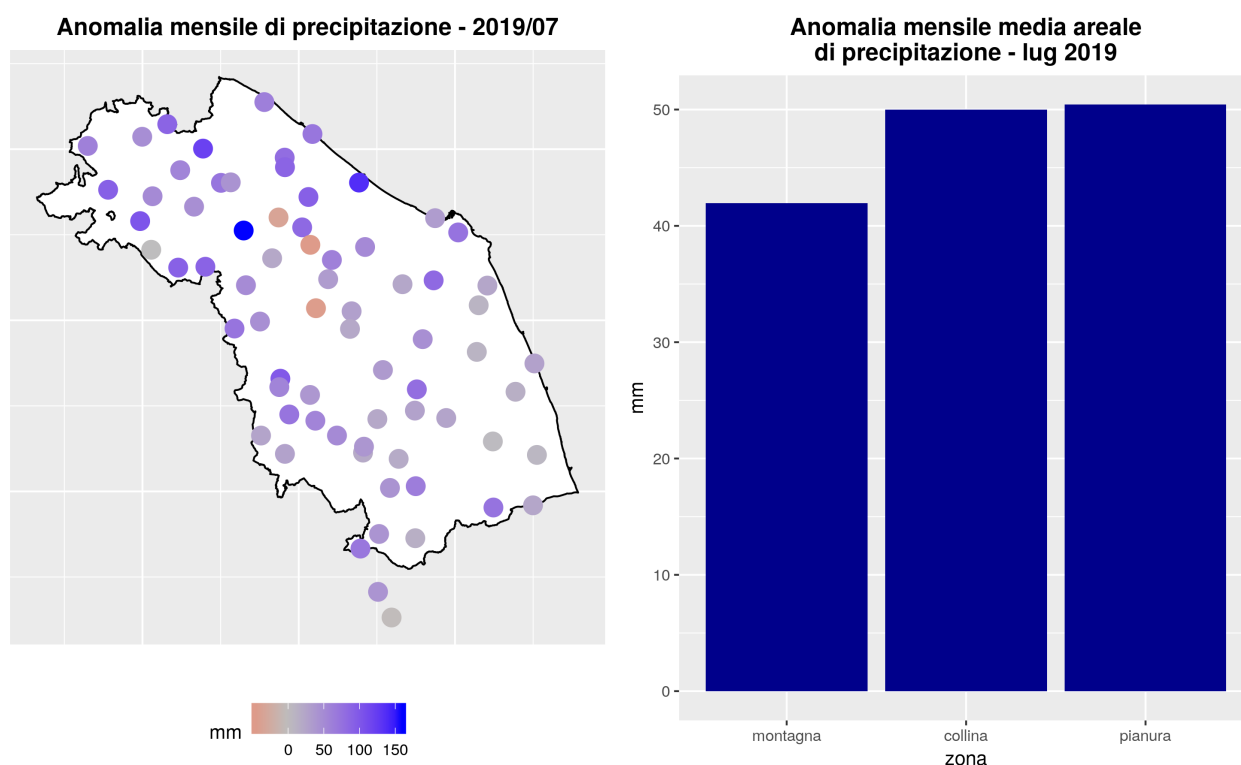 Anomalia mensile di precipitazione - 2019/07
mm
0 50 100 150
Anomalia mensile media areale
di precipitazione - lug 2019
50
40
30
20
10
0
mm
montagna collina pianura
zona